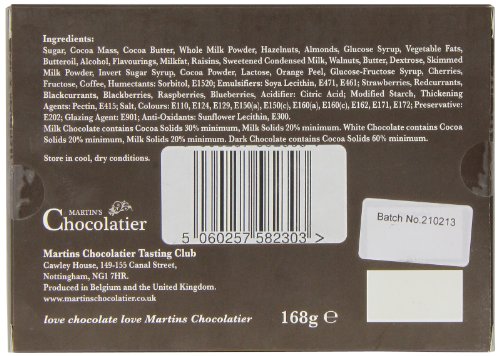 Ingredients:
Sugar, Cocoa Mass, Cocoa Butter, Whole Milk Powder, Hazelnuts, Almonds, Glucose Syrup, Vegetable Fats,
Butteroil, Alcohol, Flavourings, Milkfat, Raisins, Sweetened Condensed Milk, Walnuts, Butter, Dextrose, Skimmed
Milk Powder, Invert Sugar Syrup, Cocoa Powder, Lactose, Orange Peel, Glucose-Fructose Syrup, Cherries,
Fructose, Coffee, Humectants: Sorbitol, E1520; Emulsifiers: Soya Lecithin, E471, E461; Strawberries, Redcurrants,
Blackcurrants, Blackberries, Raspberries, Blueberries, Acidifier: Citric Acid; Modified Starch, Thickening
Agents: Pectin, E415; Salt, Colours: E110, E124, E129, E150(a), E150(c), E160(a), E160(c), E162, E171, E172; Preservative:
E202; Glazing Agent: E901; Anti-Oxidants: Sunflower Lecithin, E300.
Milk Chocolate contains Cocoa Solids 30% minimum, Milk Solids 20% minimum. White Chocolate contains Cocoa
Solids 20% minimum, Milk Solids 20% minimum. Dark Chocolate contains Cocoa Solids 60% minimum.
Store in cool, dry conditions.
5 060257 582303 >
Batch No.210213
MARTIN'S
Chocolatier
Martins Chocolatier Tasting Club
Cawley House, 149-155 Canal Street,
Nottingham, NG1 7HR.
Produced in Belgium and the United Kingdom.
www.martinschocolatier.co.uk
love chocolate love Martins Chocolatier
168g ℮